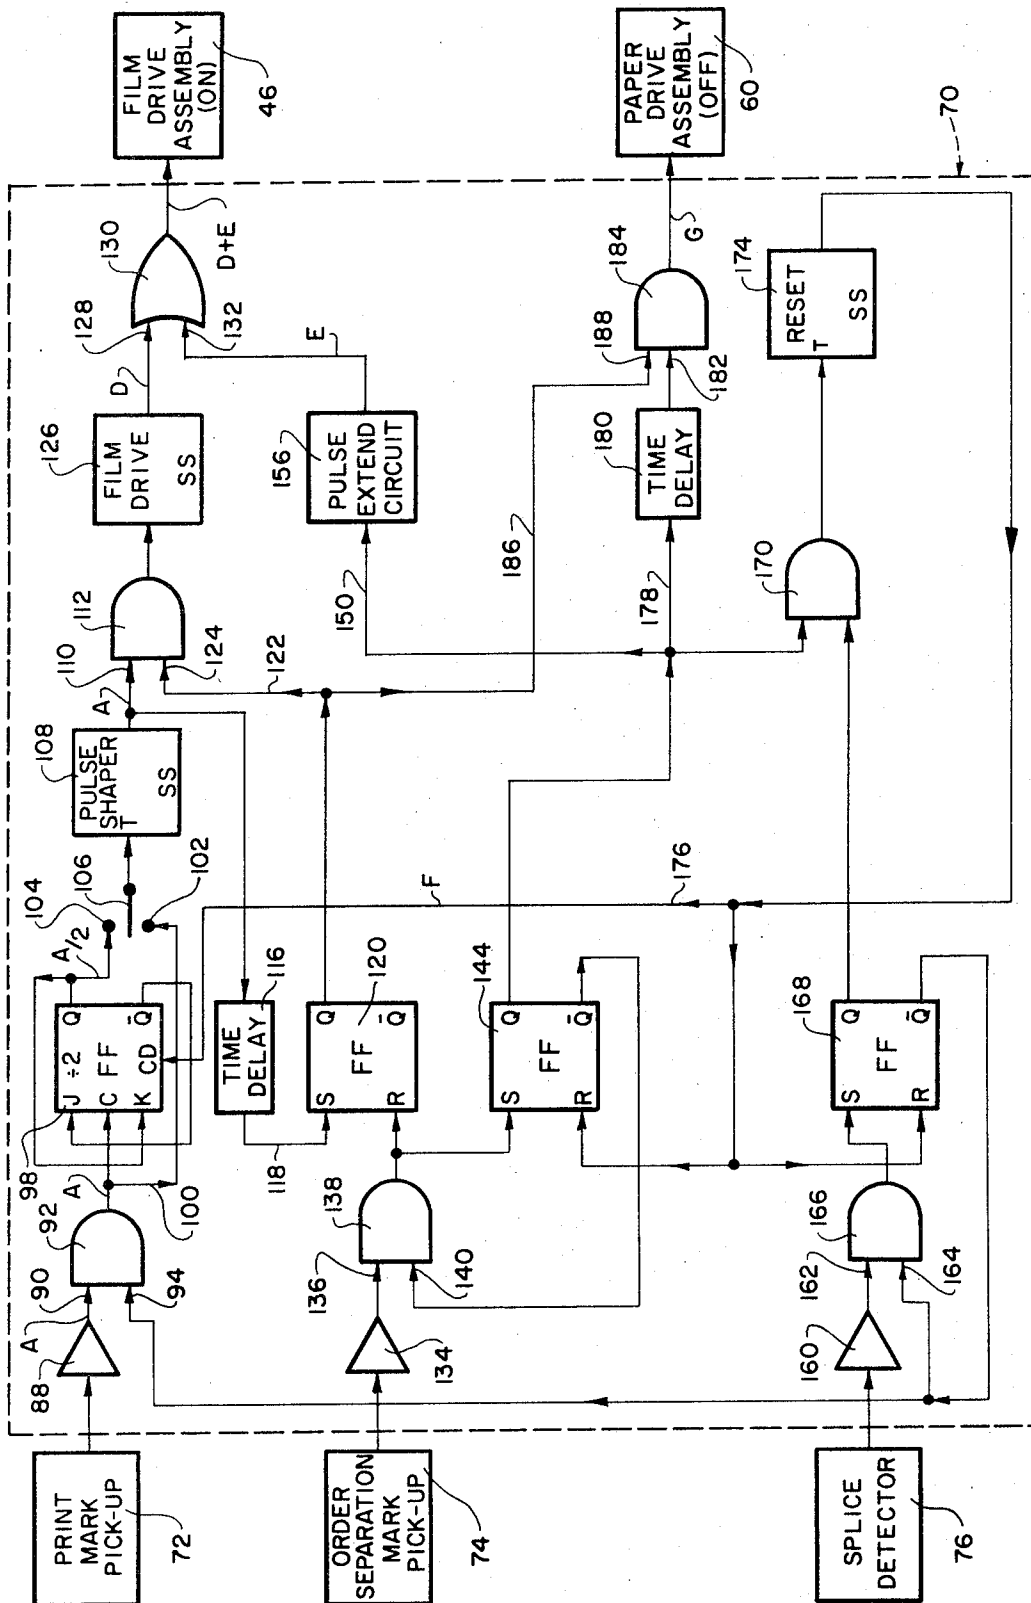 FILM
DRIVE
ASSEMBLY
(ON)
46
PAPER
DRIVE
ASSEMBLY
(OFF)
60
70
130
D+E
128
132
D
E
126
FILM
DRIVE
SS
156
PULSE
EXTEND
CIRCUIT
G
184
188
182
180
TIME
DELAY
174
RESET
T
SS
112
110
124
122
A
150
186
178
170
108
PULSE
SHAPER
T
SS
106
104
102
A/2
F
176
98
J
÷2
Q
C
FF
K
CD
Q̄
116
TIME
DELAY
118
120
S
Q
FF
R
Q̄
144
S
Q
FF
R
Q̄
168
S
Q
FF
R
Q̄
A
100
92
90
94
A
88
138
136
140
134
166
162
164
160
PRINT
MARK
PICK-UP
72
ORDER
SEPARATION
MARK
PICK-UP
74
SPLICE
DETECTOR
76